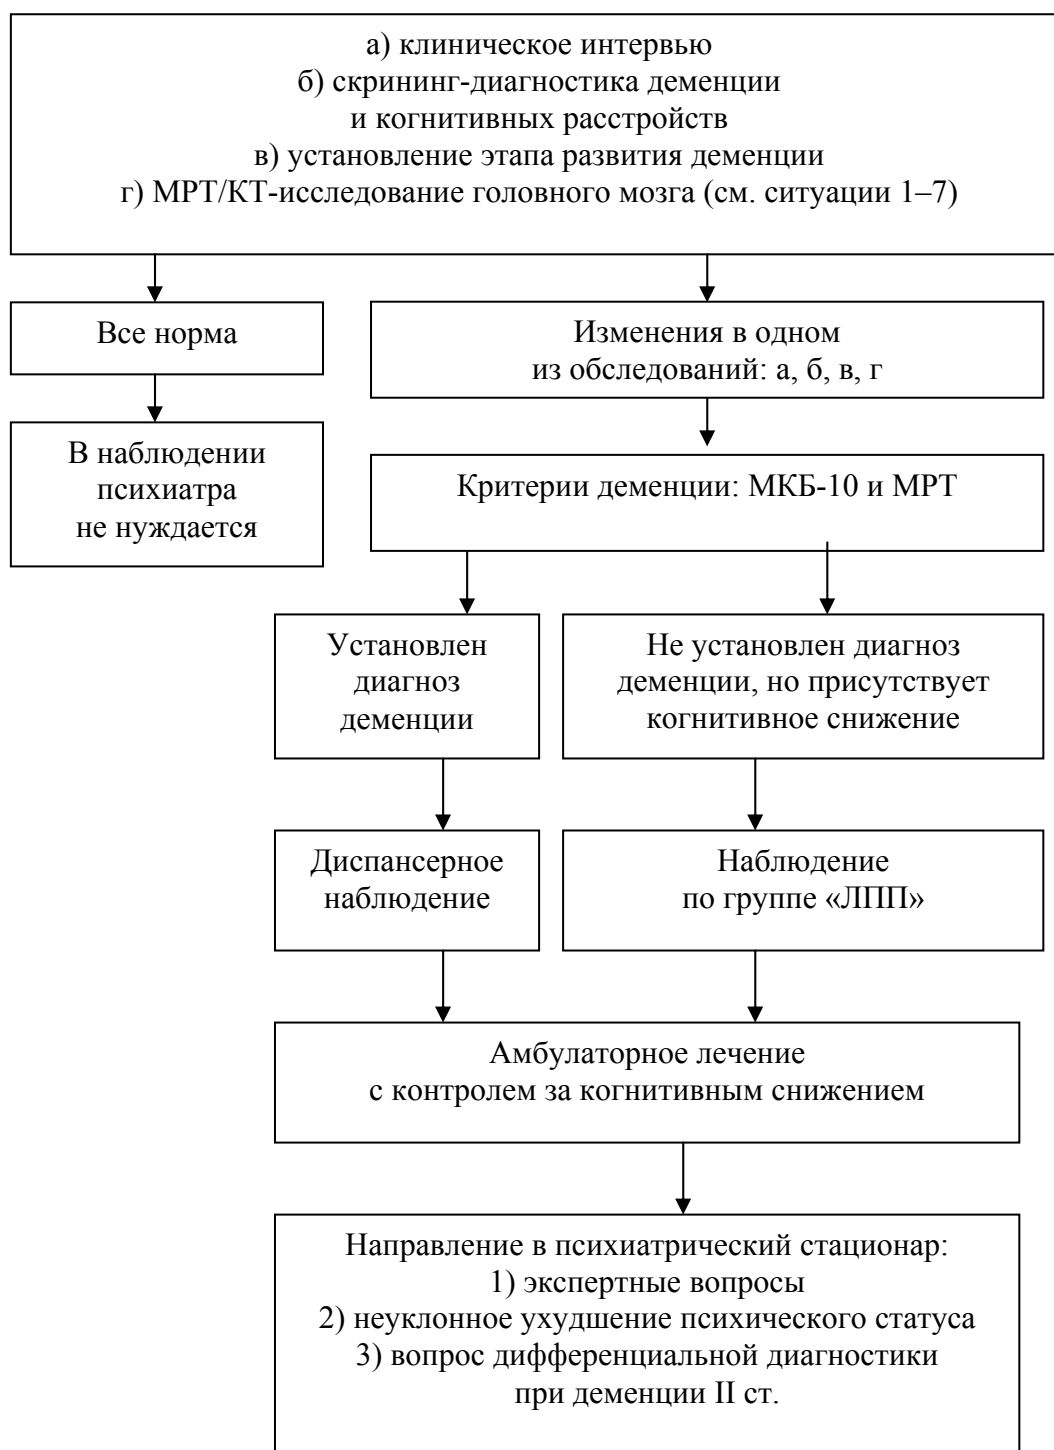 а) клиническое интервью
б) скрининг-диагностика деменции
и когнитивных расстройств
в) установление этапа развития деменции
г) МРТ/КТ-исследование головного мозга (см. ситуации 1–7)
Все норма
Изменения в одном
из обследований: а, б, в, г
В наблюдении
психиатра
не нуждается
Критерии деменции: МКБ-10 и МРТ
Установлен
диагноз
деменции
Не установлен диагноз
деменции, но присутствует
когнитивное снижение
Диспансерное
наблюдение
Наблюдение
по группе «ЛПП»
Амбулаторное лечение
с контролем за когнитивным снижением
Направление в психиатрический стационар:
1) экспертные вопросы
2) неуклонное ухудшение психического статуса
3) вопрос дифференциальной диагностики
при деменции II ст.